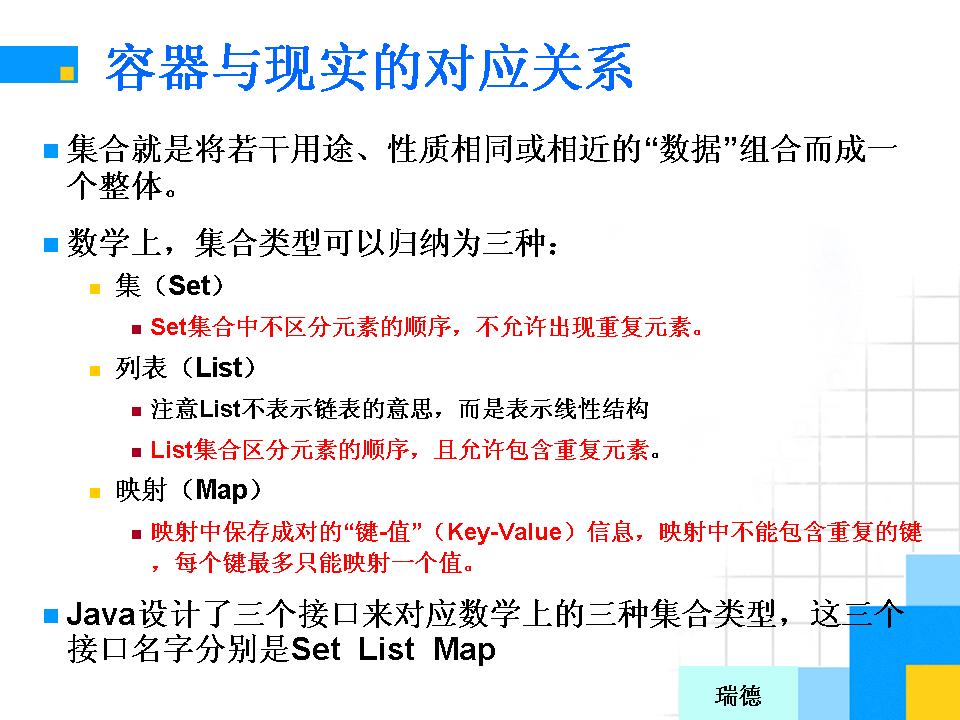 容器与现实的对应关系
集合就是将若干用途、性质相同或相近的“数据”组合而成一
个整体。
数学上，集合类型可以归纳为三种：
集（Set）
Set集合中不区分元素的顺序，不允许出现重复元素。
列表（List）
注意List不表示链表的意思，而是表示线性结构
List集合区分元素的顺序，且允许包含重复元素。
映射（Map）
映射中保存成对的“键-值”（Key-Value）信息，映射中不能包含重复的键
，每个键最多只能映射一个值。
Java设计了三个接口来对应数学上的三种集合类型，这三个
接口名字分别是Set List Map
瑞德